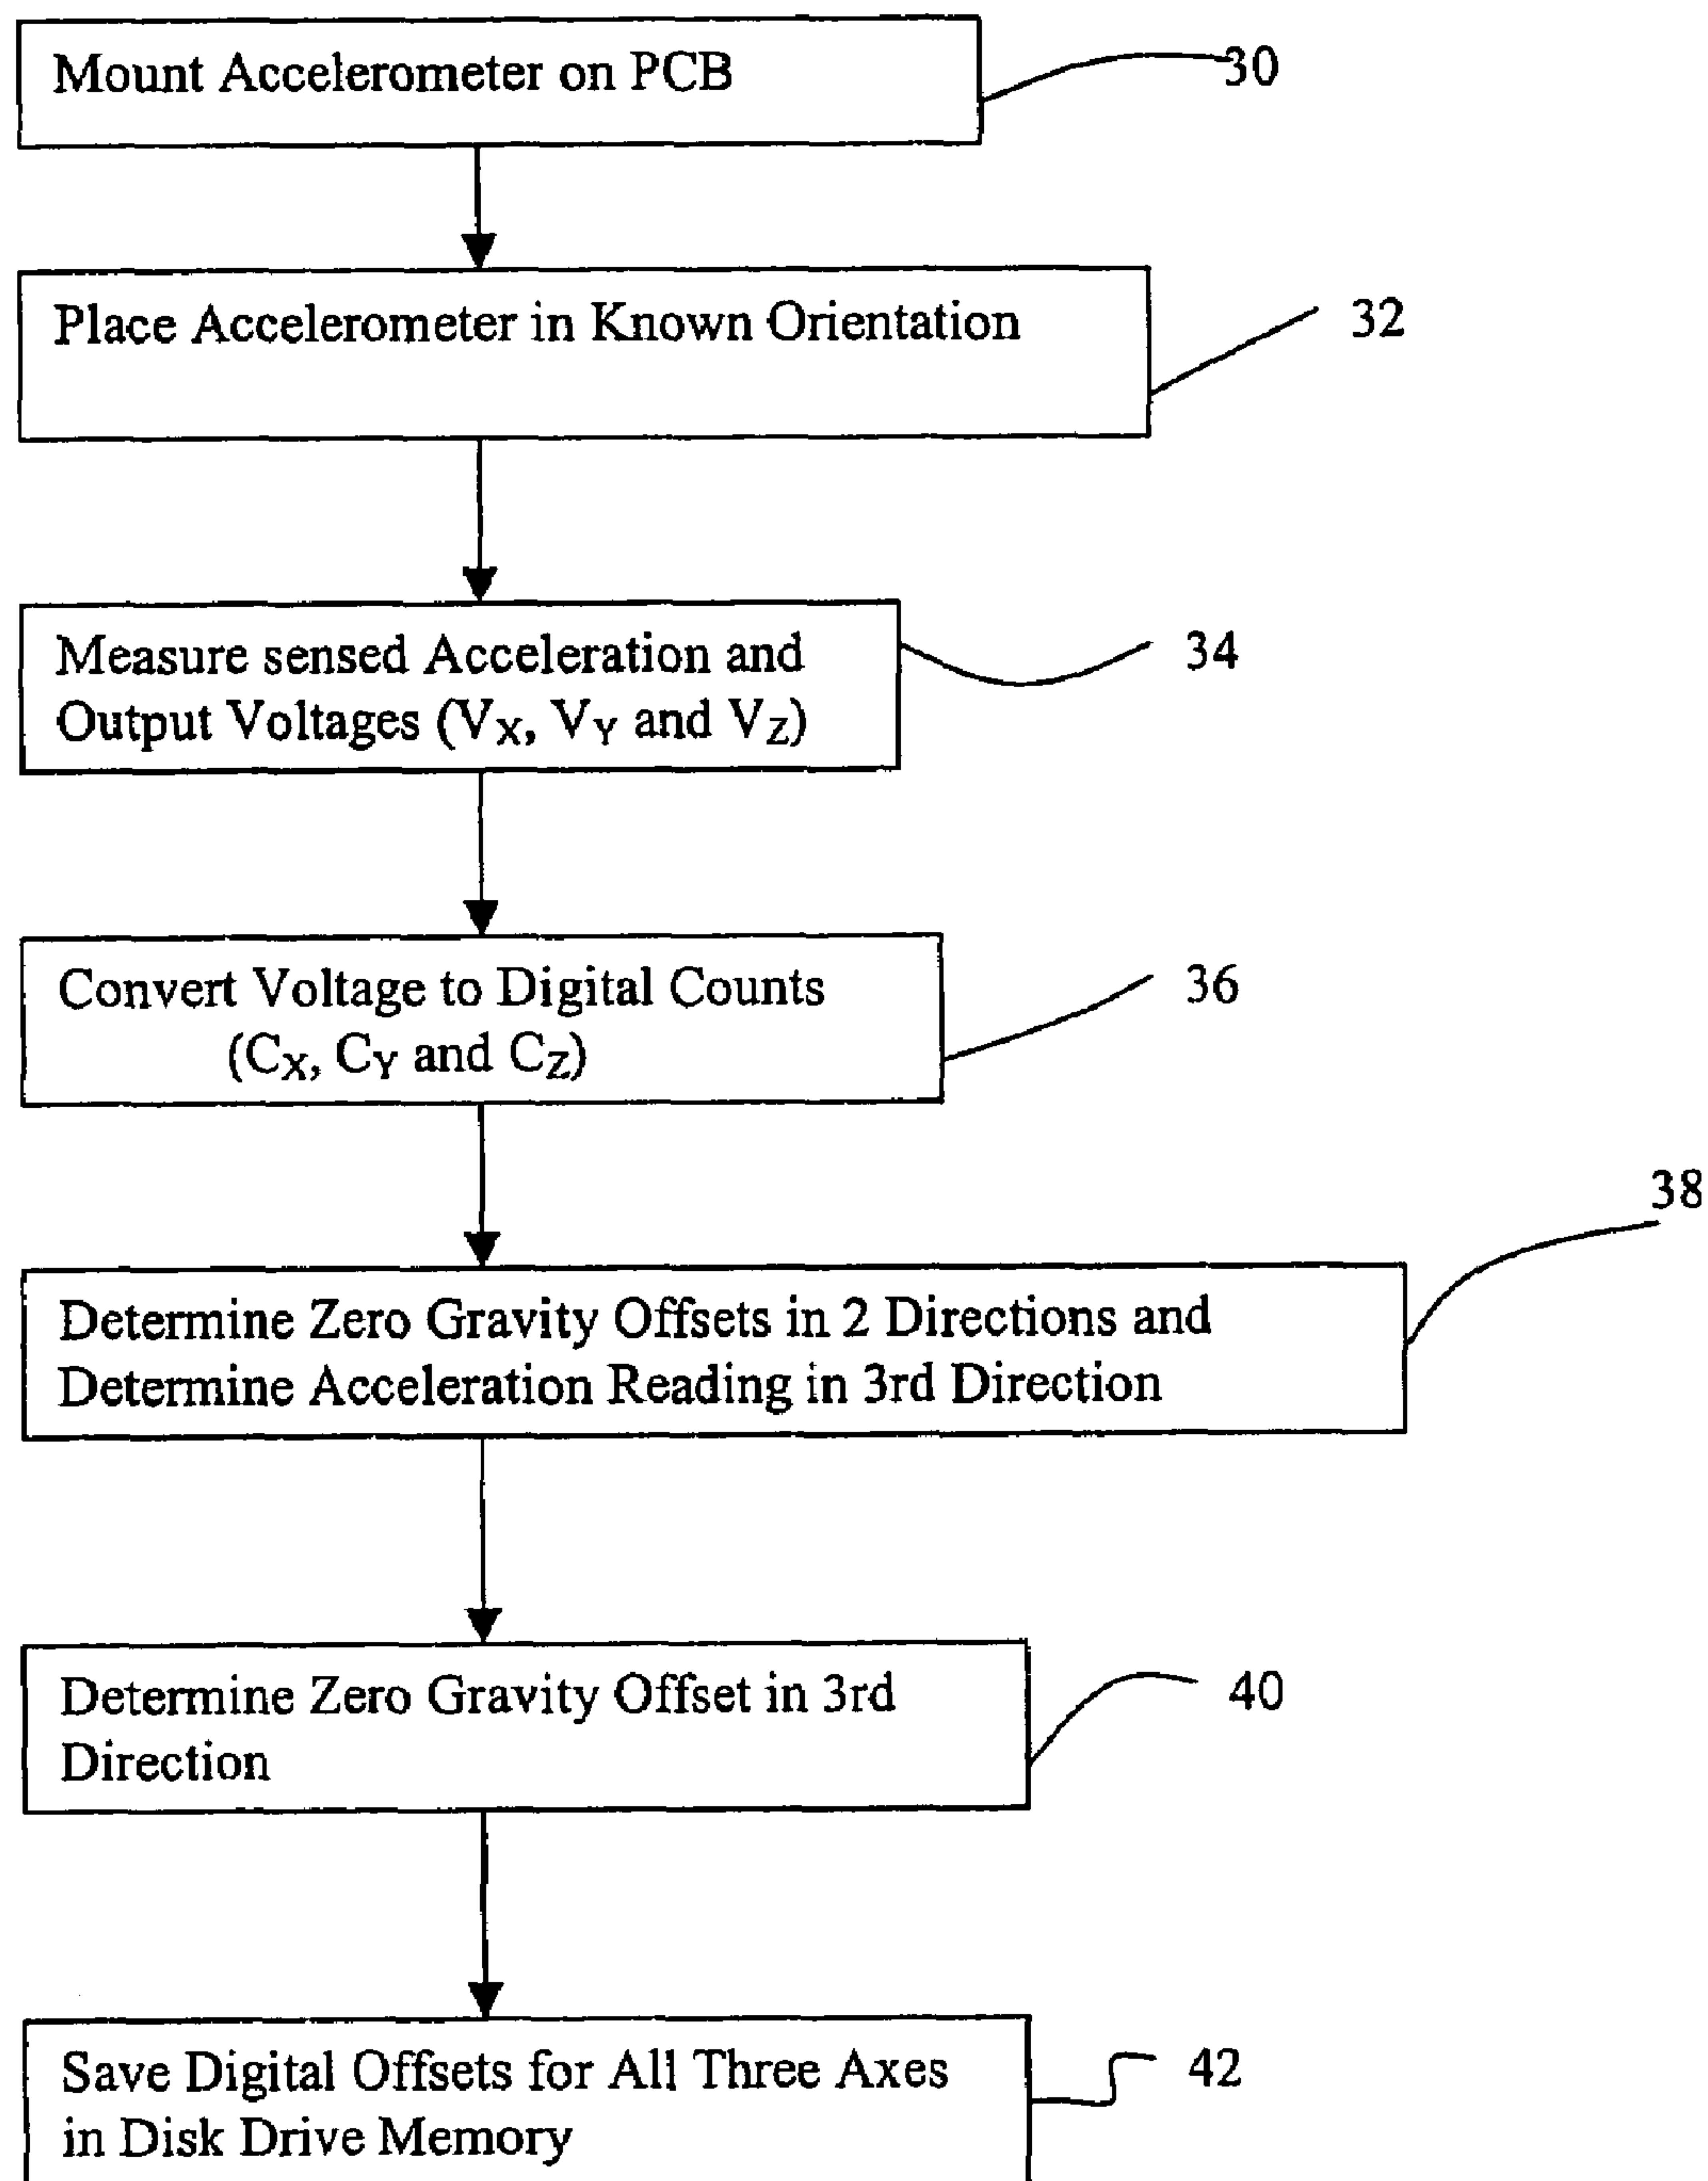 Mount Accelerometer on PCB
30
Place Accelerometer in Known Orientation
32
Measure sensed Acceleration and
Output Voltages (VX, VY and VZ)
34
Convert Voltage to Digital Counts
(CX, CY and CZ)
36
38
Determine Zero Gravity Offsets in 2 Directions and
Determine Acceleration Reading in 3rd Direction
Determine Zero Gravity Offset in 3rd
Direction
40
Save Digital Offsets for All Three Axes
in Disk Drive Memory
42